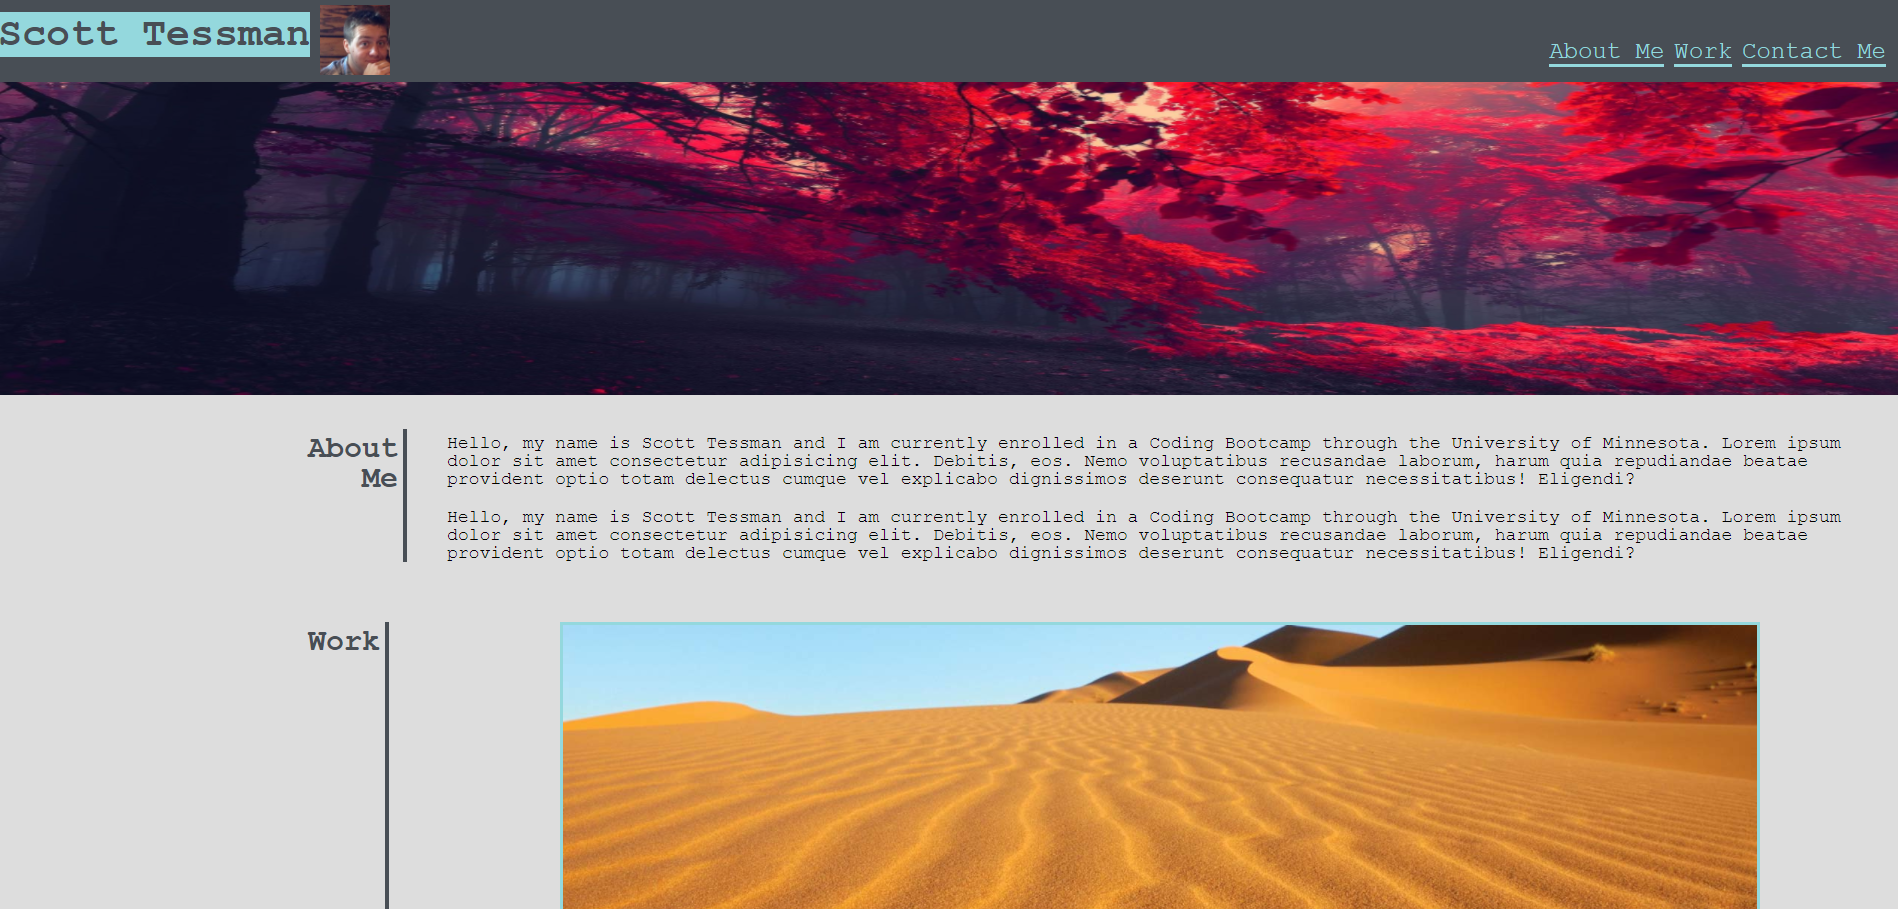 Scott Tessman
About Me Work Contact Me
About
Me
Hello, my name is Scott Tessman and I am currently enrolled in a Coding Bootcamp through the University of Minnesota. Lorem ipsum
dolor sit amet consectetur adipisicing elit. Debitis, eos. Nemo voluptatibus recusandae laborum, harum quia repudiandae beatae
provident optio totam delectus cumque vel explicabo dignissimos deserunt consequatur necessitatibus! Eligendi?
Hello, my name is Scott Tessman and I am currently enrolled in a Coding Bootcamp through the University of Minnesota. Lorem ipsum
dolor sit amet consectetur adipisicing elit. Debitis, eos. Nemo voluptatibus recusandae laborum, harum quia repudiandae beatae
provident optio totam delectus cumque vel explicabo dignissimos deserunt consequatur necessitatibus! Eligendi?
Work